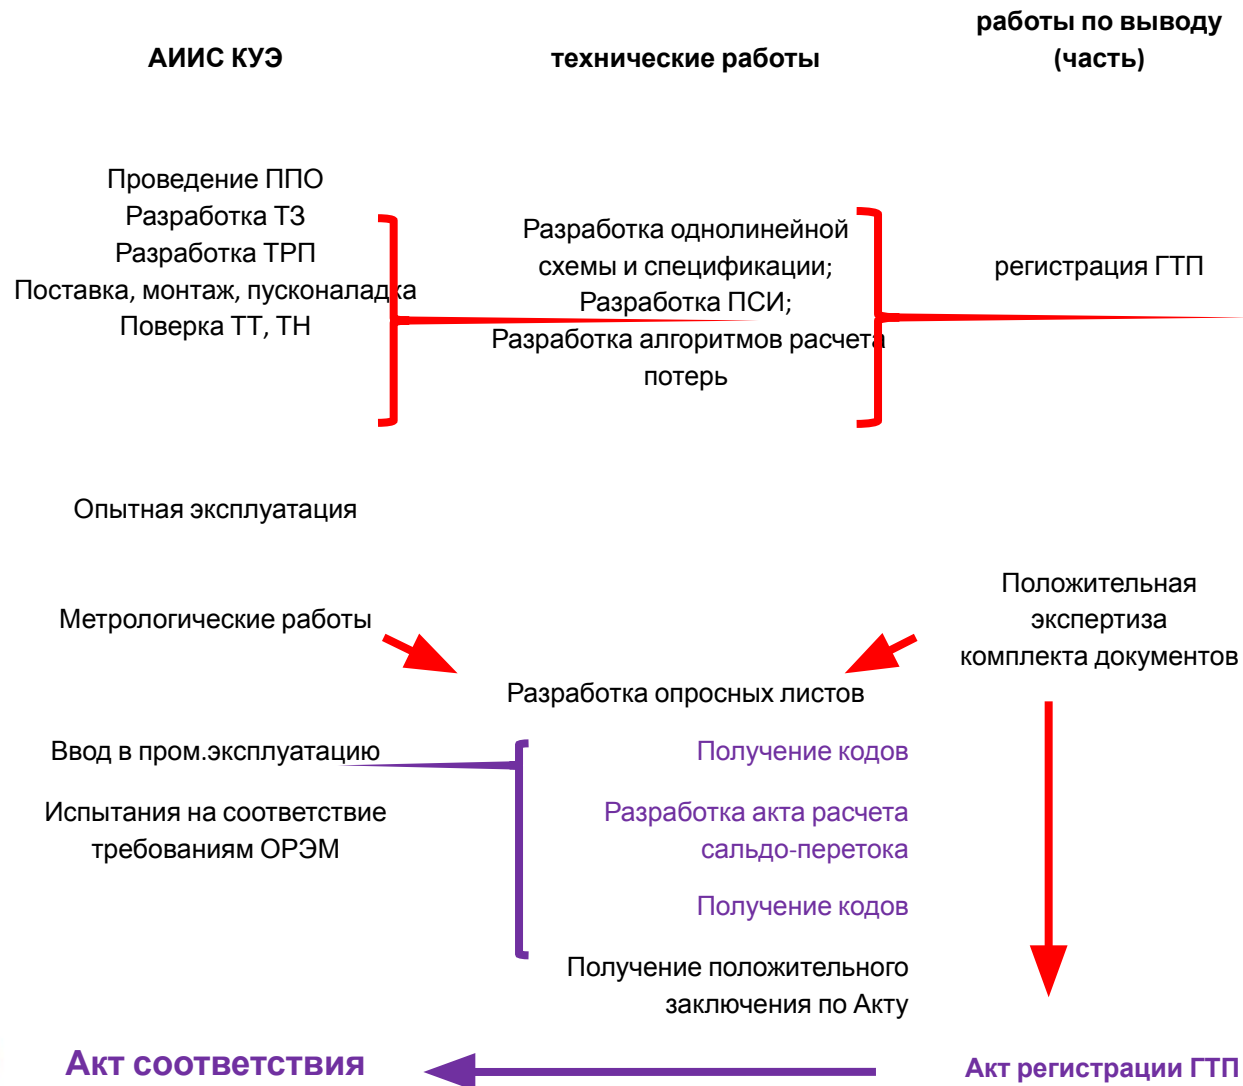 АИИС КУЭ
технические работы
работы по выводу
(часть)
Проведение ППО
Разработка ТЗ
Разработка ТРП
Поставка, монтаж, пусконаладка
Поверка ТТ, ТН
Разработка однолинейной
схемы и спецификации;
Разработка ПСИ;
Разработка алгоритмов расчета
потерь
регистрация ГТП
Опытная эксплуатация
Метрологические работы
Положительная
экспертиза
комплекта документов
Разработка опросных листов
Ввод в пром.эксплуатацию
Получение кодов
Испытания на соответствие
требованиям ОРЭМ
Разработка акта расчета
сальдо-перетока
Получение кодов
Получение положительного
заключения по Акту
Акт соответствия
Акт регистрации ГТП